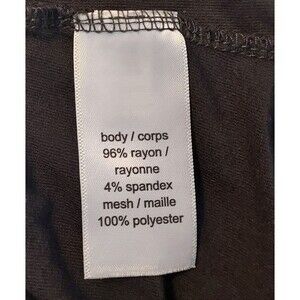 body / corps
96% rayon /
rayonne
4% spandex
mesh / maille
100% polyester